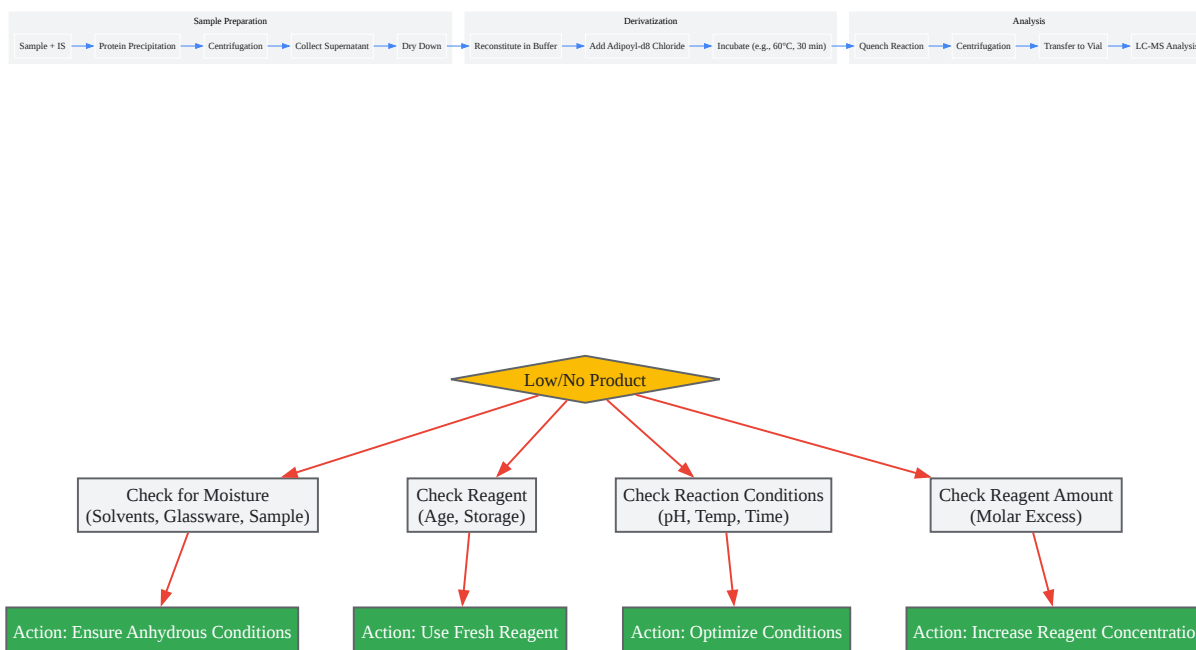 Sample Preparation
Derivatization
Analysis
Sample + IS
Protein Precipitation
Centrifugation
Collect Supernatant
Dry Down
Reconstitute in Buffer
Add Adipoyl-d8 Chloride
Incubate (e.g., 60°C, 30 min)
Quench Reaction
Centrifugation
Transfer to Vial
LC-MS Analysis
Low/No Product
Check for Moisture
(Solvents, Glassware, Sample)
Check Reagent
(Age, Storage)
Check Reaction Conditions
(pH, Temp, Time)
Check Reagent Amount
(Molar Excess)
Action: Ensure Anhydrous Conditions
Action: Use Fresh Reagent
Action: Optimize Conditions
Action: Increase Reagent Concentration